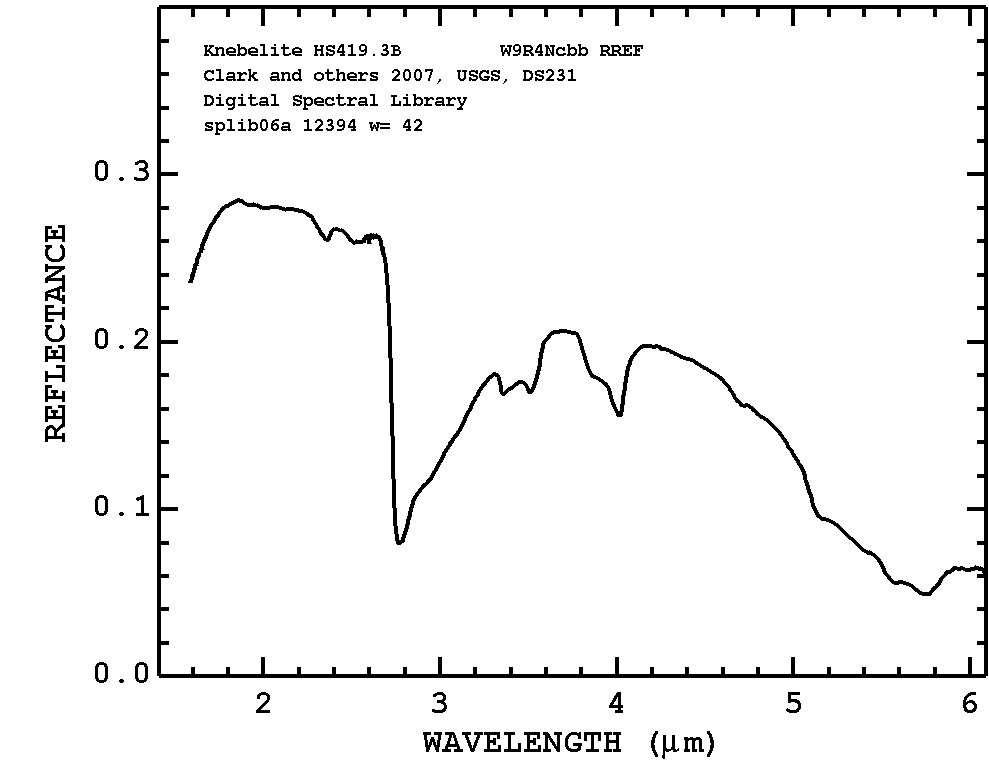 Knebelite HS419.3B W9R4Ncbb RREF
Clark and others 2007, USGS, DS231
Digital Spectral Library
splib06a 12394 w= 42
0.3
0.2
0.1
0.0
REFLECTANCE
2 3 4 5 6
WAVELENGTH (μm)